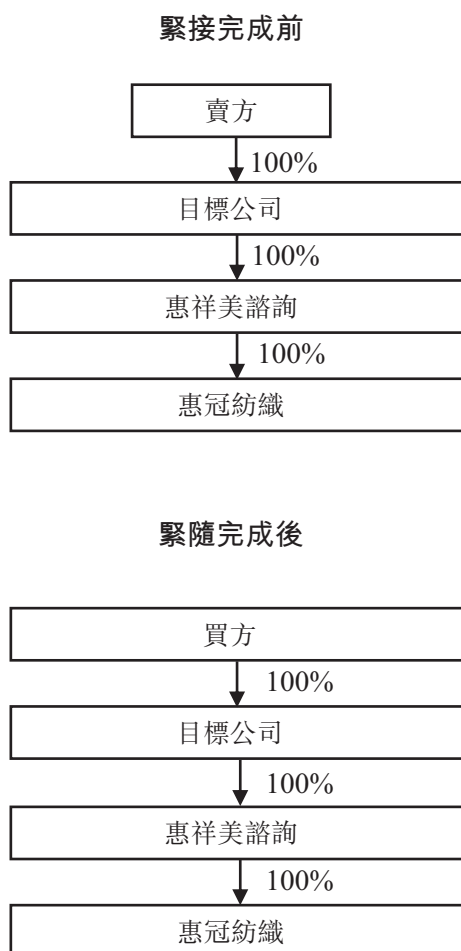 緊接完成前
賣方
100%
目標公司
100%
惠祥美諮詢
100%
惠冠紡織
緊隨完成後
買方
100%
目標公司
100%
惠祥美諮詢
100%
惠冠紡織